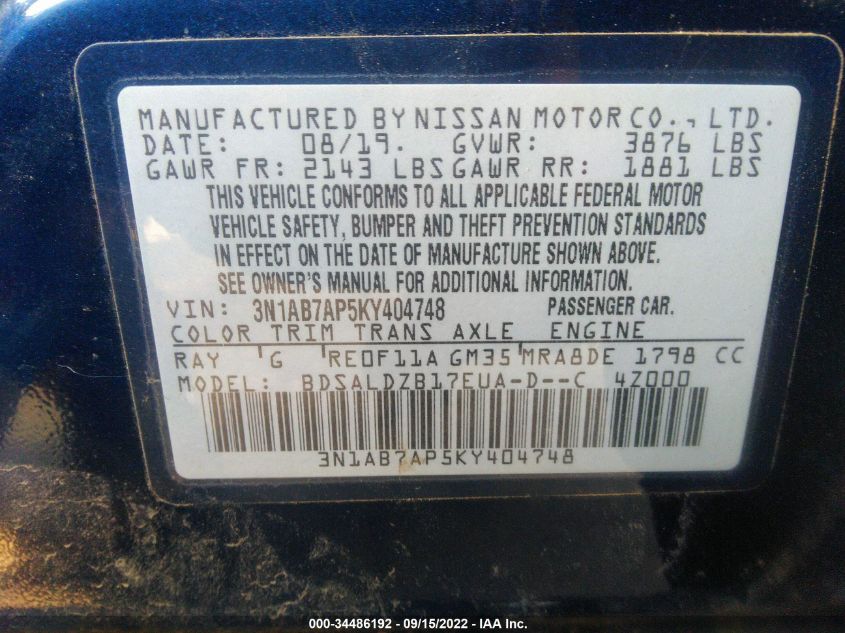 MANUFACTURED BY NISSAN MOTOR CO., LTD.
DATE: 08/19. GVWR: 3876 LBS
GAWR FR: 2143 LBS GAWR RR: 1881 LBS
THIS VEHICLE CONFORMS TO ALL APPLICABLE FEDERAL MOTOR
VEHICLE SAFETY, BUMPER AND THEFT PREVENTION STANDARDS
IN EFFECT ON THE DATE OF MANUFACTURE SHOWN ABOVE.
SEE OWNER'S MANUAL FOR ADDITIONAL INFORMATION.
VIN: 3N1AB7AP5KY404748 PASSENGER CAR.
COLOR TRIM TRANS AXLE ENGINE
RAY G RE0F11A GM35 MRA8DE 1798 CC
MODEL: BDSALDZB17EUA-D--C 4Z000
3N1AB7AP5KY404748
000-34486192 - 09/15/2022 - IAA Inc.